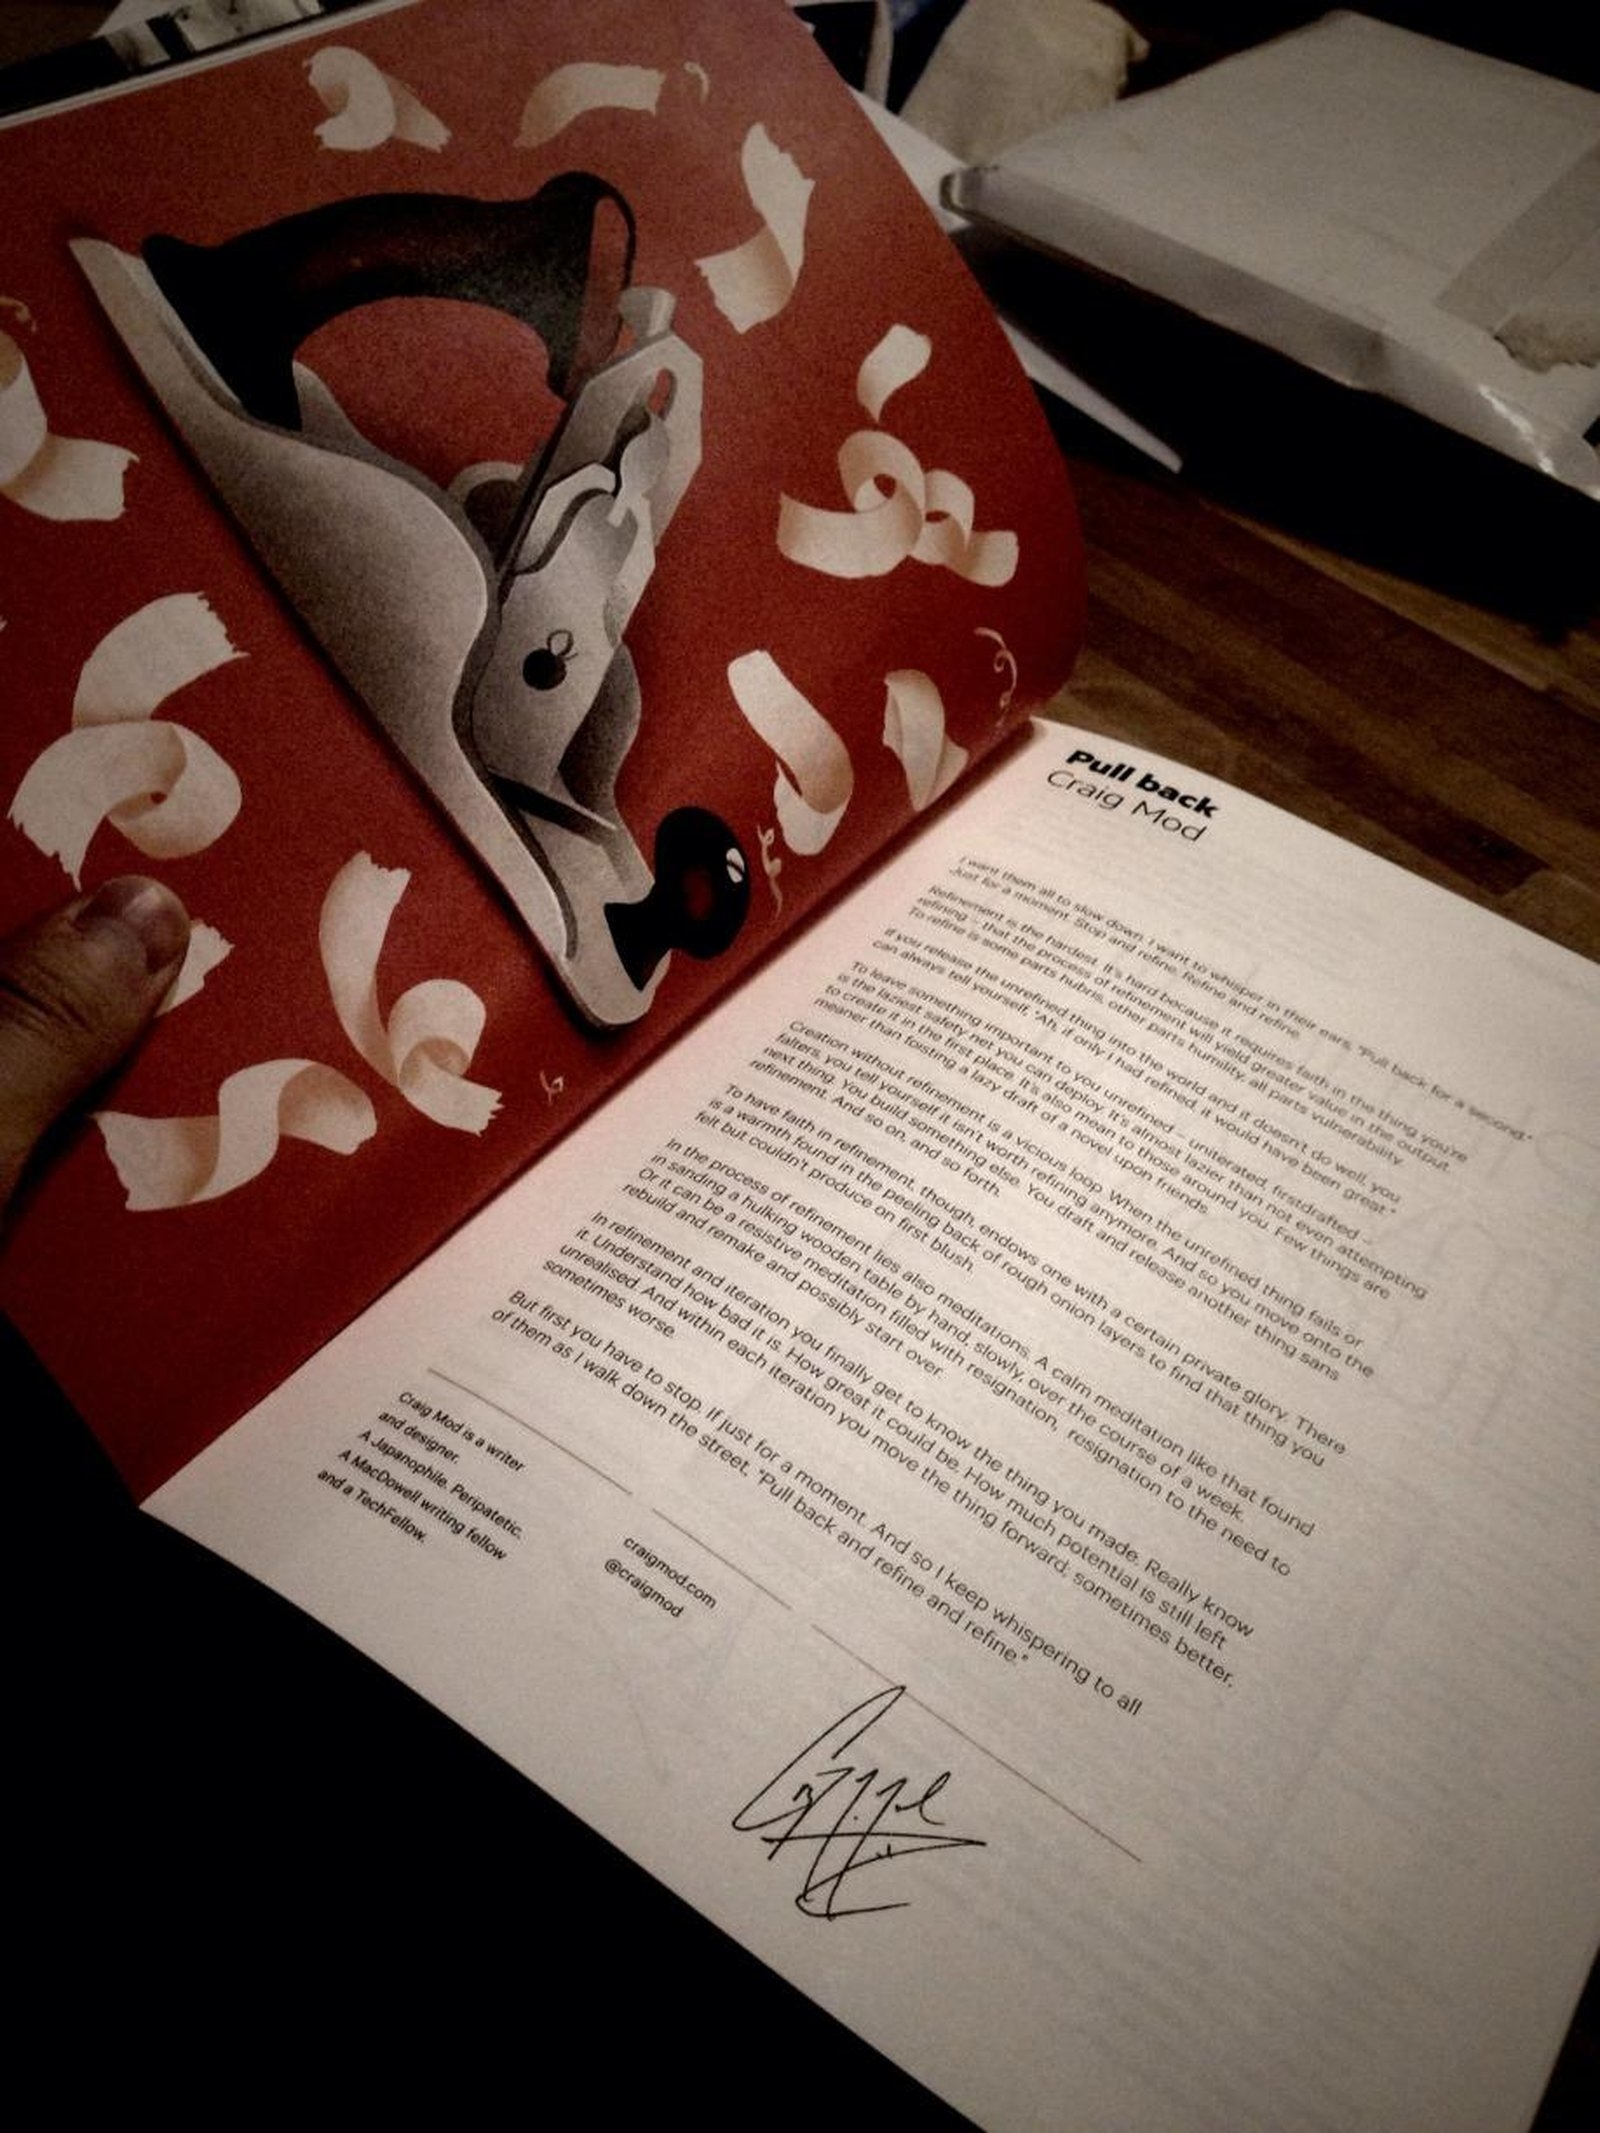 Pull back
Craig Mod
I want them all to slow down. I want to whisper in their ears, "Pull back for a second."
Just for a moment. Stop and refine. Refine and refine.
Refinement is the hardest. It's hard because it requires faith in the thing you're
refining – that the process of refinement will yield greater value in the output.
To refine is some parts hubris, other parts humility, all parts vulnerability.
If you release the unrefined thing into the world and it doesn't do well, you
can always tell yourself, "Ah, if only I had refined, it would have been great."
To leave something important to you unrefined – uniterated, firstdrafted –
is the laziest safety net you can deploy. It's almost lazier than not even attempting
to create it in the first place. It's also mean to those around you. Few things are
meaner than foisting a lazy draft of a novel upon friends.
Creation without refinement is a vicious loop. When the unrefined thing fails or
falters, you tell yourself it isn't worth refining anymore. And so you move onto the
next thing. You build something else. You draft and release another thing sans
refinement. And so on, and so forth.
To have faith in refinement, though, endows one with a certain private glory. There
is a warmth found in the peeling back of rough onion layers to find that thing you
felt but couldn't produce on first blush.
In the process of refinement lies also meditations. A calm meditation like that found
in sanding a hulking wooden table by hand, slowly, over the course of a week.
Or it can be a resistive meditation filled with resignation, resignation to the need to
rebuild and remake and possibly start over.
In refinement and iteration you finally get to know the thing you made. Really know
it. Understand how bad it is. How great it could be. How much potential is still left
unrealised. And within each iteration you move the thing forward; sometimes better,
sometimes worse.
But first you have to stop. If just for a moment. And so I keep whispering to all
of them as I walk down the street, "Pull back and refine and refine."
Craig Mod is a writer
and designer.
A Japanophile. Peripatetic.
A MacDowell writing fellow
and a TechFellow.
craigmod.com
@craigmod